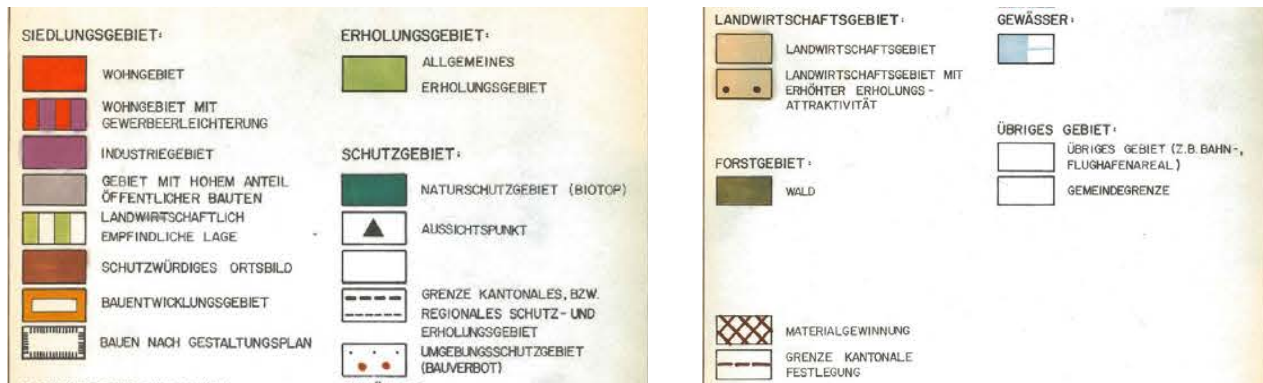 SIEDLUNGSGEBIET:
WOHNGEBIET
WOHNGEBIET MIT
GEWERBEERLEICHTERUNG
INDUSTRIEGEBIET
GEBIET MIT HOHEM ANTEIL
ÖFFENTLICHER BAUTEN
LANDWIRTSCHAFTLICH
EMPFINDLICHE LAGE
SCHUTZWÜRDIGES ORTSBILD
BAUENTWICKLUNGSGEBIET
BAUEN NACH GESTALTUNGSPLAN
ERHOLUNGSGEBIET:
ALLGEMEINES
ERHOLUNGSGEBIET
SCHUTZGEBIET:
NATURSCHUTZGEBIET (BIOTOP)
AUSSICHTSPUNKT
GRENZE KANTONALES, BZW.
REGIONALES SCHUTZ- UND
ERHOLUNGSGEBIET
UMGEBUNGSSCHUTZGEBIET
(BAUVERBOT)
LANDWIRTSCHAFTSGEBIET:
LANDWIRTSCHAFTSGEBIET
LANDWIRTSCHAFTSGEBIET MIT
ERHÖHTER ERHOLUNGS-
ATTRAKTIVITÄT
FORSTGEBIET:
WALD
MATERIALGEWINNUNG
GRENZE KANTONALE
FESTLEGUNG
GEWÄSSER:
ÜBRIGES GEBIET:
ÜBRIGES GEBIET (Z.B. BAHN-,
FLUGHAFENAREAL)
GEMEINDEGRENZE